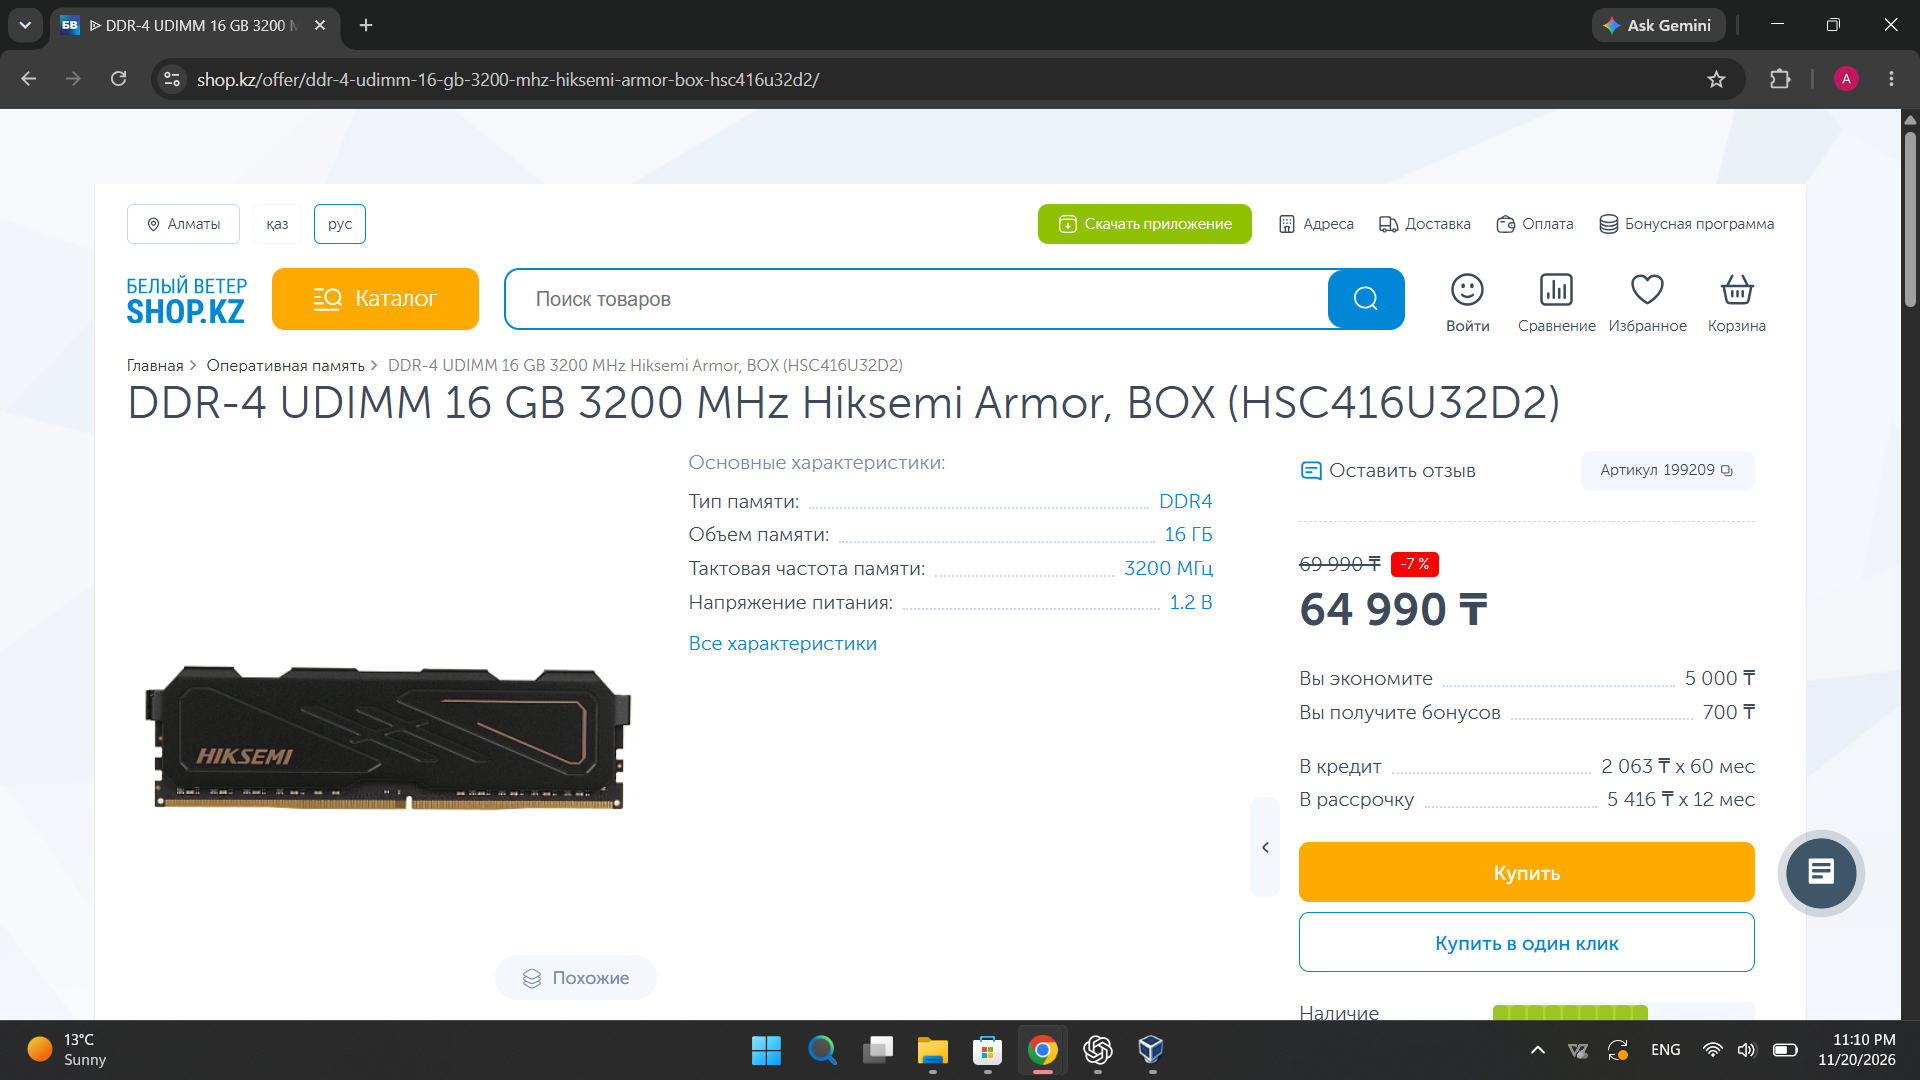 DDR-4 UDIMM 16 GB 3200
Ask Gemini
shop.kz/offer/ddr-4-udimm-16-gb-3200-mhz-hiksemi-armor-box-hsc416u32d2/
A
Алматы
қаз
рус
Скачать приложение
Адреса
Доставка
Оплата
Бонусная программа
БЕЛЫЙ ВЕТЕР
SHOP.KZ
Каталог
Поиск товаров
Войти
Сравнение
Избранное
Корзина
Главная > Оперативная память > DDR-4 UDIMM 16 GB 3200 MHz Hiksemi Armor, BOX (HSC416U32D2)
DDR-4 UDIMM 16 GB 3200 MHz Hiksemi Armor, BOX (HSC416U32D2)
HIKSEMI
Похожие
Основные характеристики:
Тип памяти: DDR4
Объем памяти: 16 ГБ
Тактовая частота памяти: 3200 МГц
Напряжение питания: 1.2 В
Все характеристики
Оставить отзыв
Артикул 199209
69 990 ₸ -7 %
64 990 ₸
Вы экономите 5 000 ₸
Вы получите бонусов 700 ₸
В кредит 2 063 ₸ x 60 мес
В рассрочку 5 416 ₸ x 12 мес
Купить
Купить в один клик
Наличие
13°C
Sunny
ENG
11:10 PM
11/20/2026